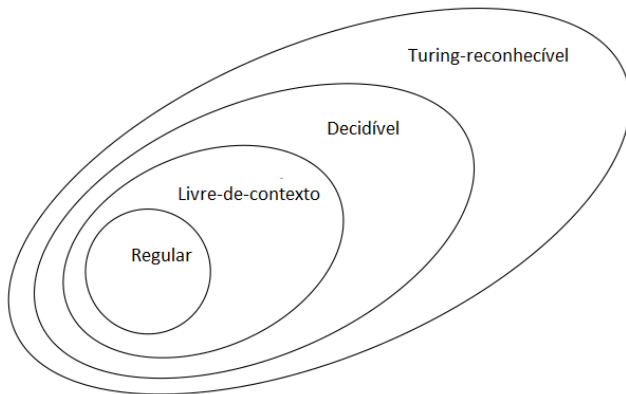 Turing-reconhecível
Decidível
Livre-de-contexto
Regular